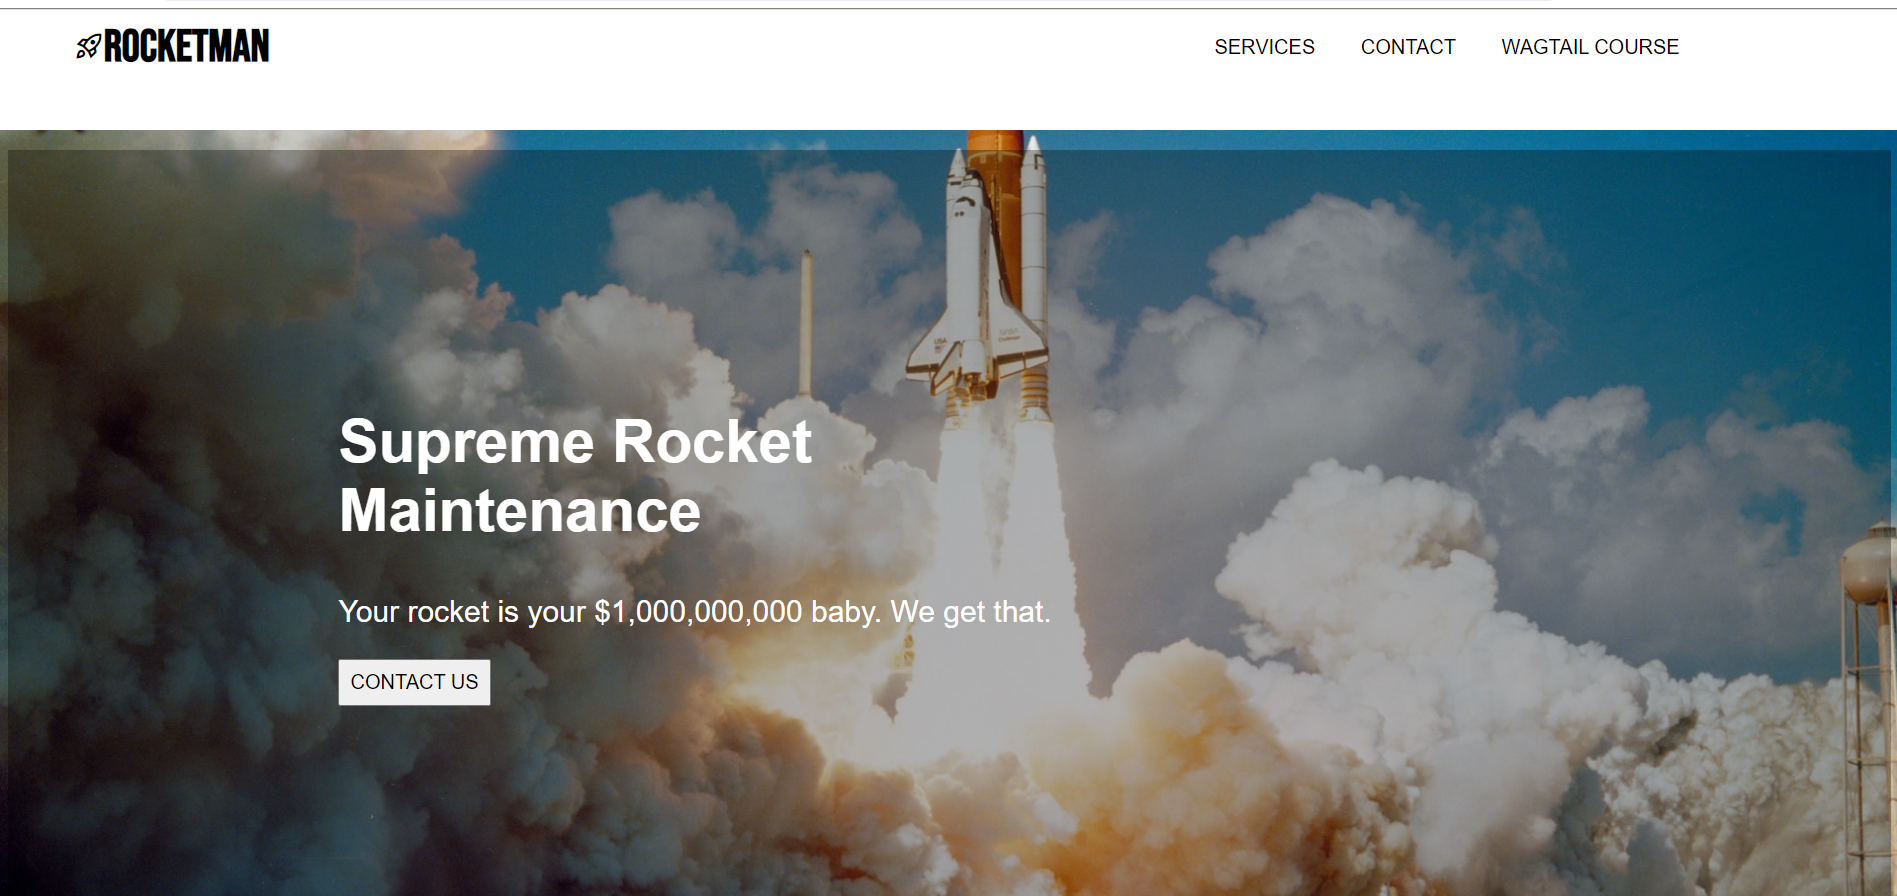 ROCKETMAN
SERVICES CONTACT WAGTAIL COURSE
USA
Supreme Rocket
Maintenance
Your rocket is your $1,000,000,000 baby. We get that.
CONTACT US